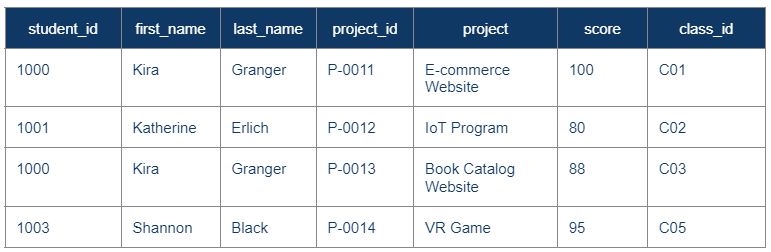 student_id first_name last_name project_id project score class_id
1000 Kira Granger P-0011 E-commerce 100 C01
Website
1001 Katherine Erlich P-0012 IoT Program 80 C02
1000 Kira Granger P-0013 Book Catalog 88 C03
Website
1003 Shannon Black P-0014 VR Game 95 C05